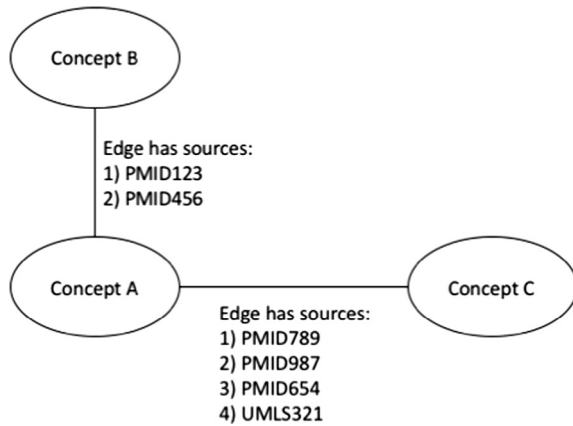 Concept B
Edge has sources:
1) PMID123
2) PMID456
Concept A
Concept C
Edge has sources:
1) PMID789
2) PMID987
3) PMID654
4) UMLS321